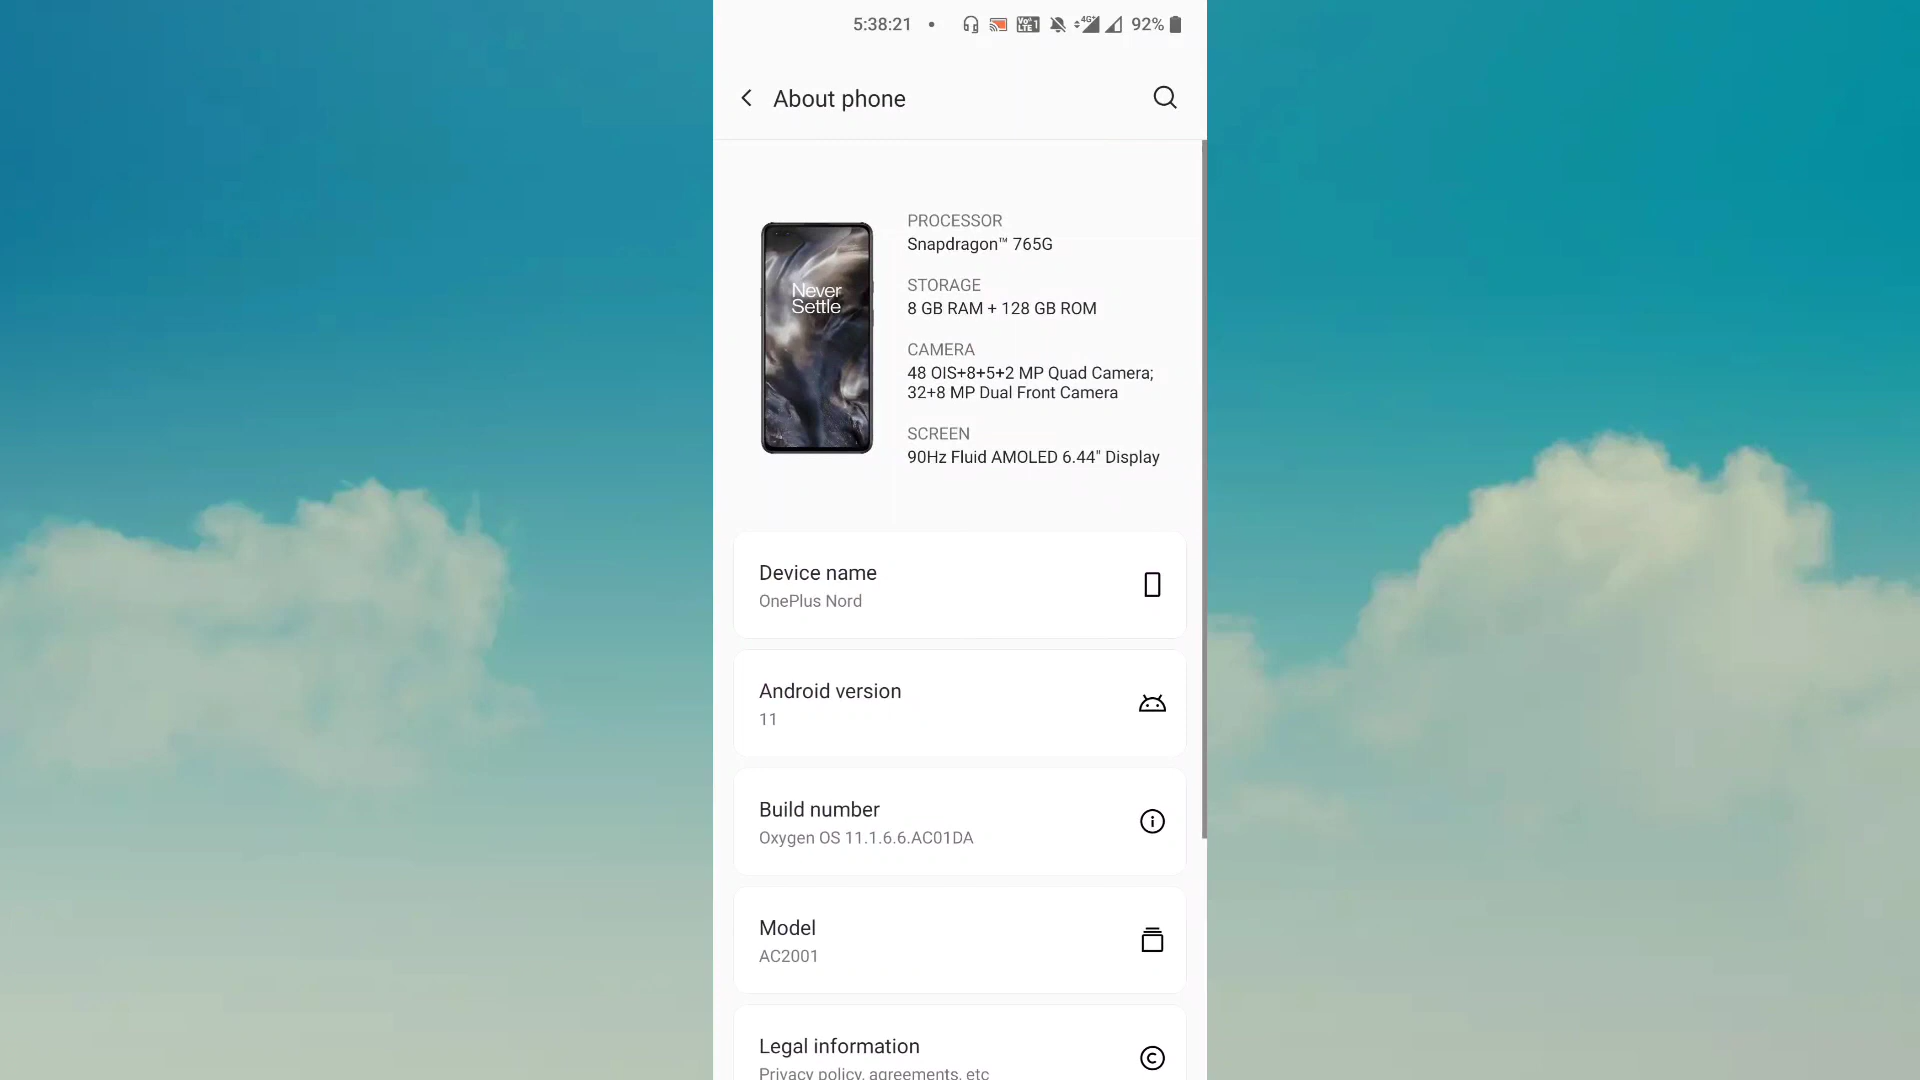 5:38:21 • VoLTE1 4G+ 92%
About phone
Never
Settle
PROCESSOR
Snapdragon™ 765G
STORAGE
8 GB RAM + 128 GB ROM
CAMERA
48 OIS+8+5+2 MP Quad Camera;
32+8 MP Dual Front Camera
SCREEN
90Hz Fluid AMOLED 6.44" Display
Device name
OnePlus Nord
Android version
11
Build number
Oxygen OS 11.1.6.6.AC01DA
Model
AC2001
Legal information
Privacy policy, agreements, etc